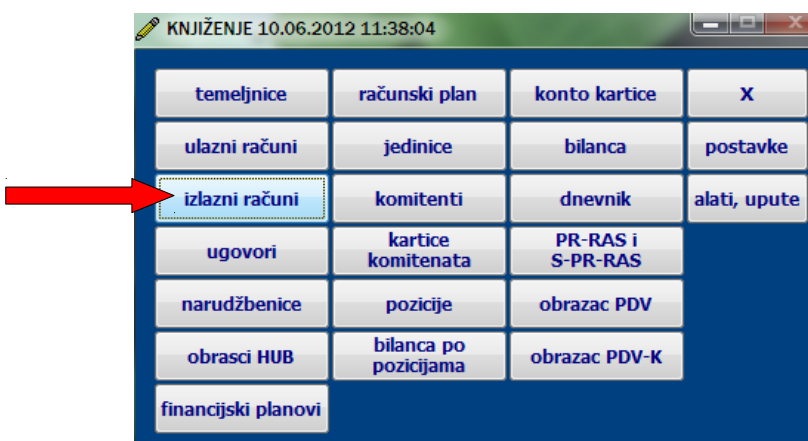 KNJIŽENJE 10.06.2012 11:38:04
temeljnice
računski plan
konto kartice
X
ulazni računi
jedinice
bilanca
postavke
izlazni računi
komitenti
dnevnik
alati, upute
ugovori
kartice
komitenata
PR-RAS i
S-PR-RAS
narudžbenice
pozicije
obrazac PDV
obrasci HUB
bilanca po
pozicijama
obrazac PDV-K
financijski planovi